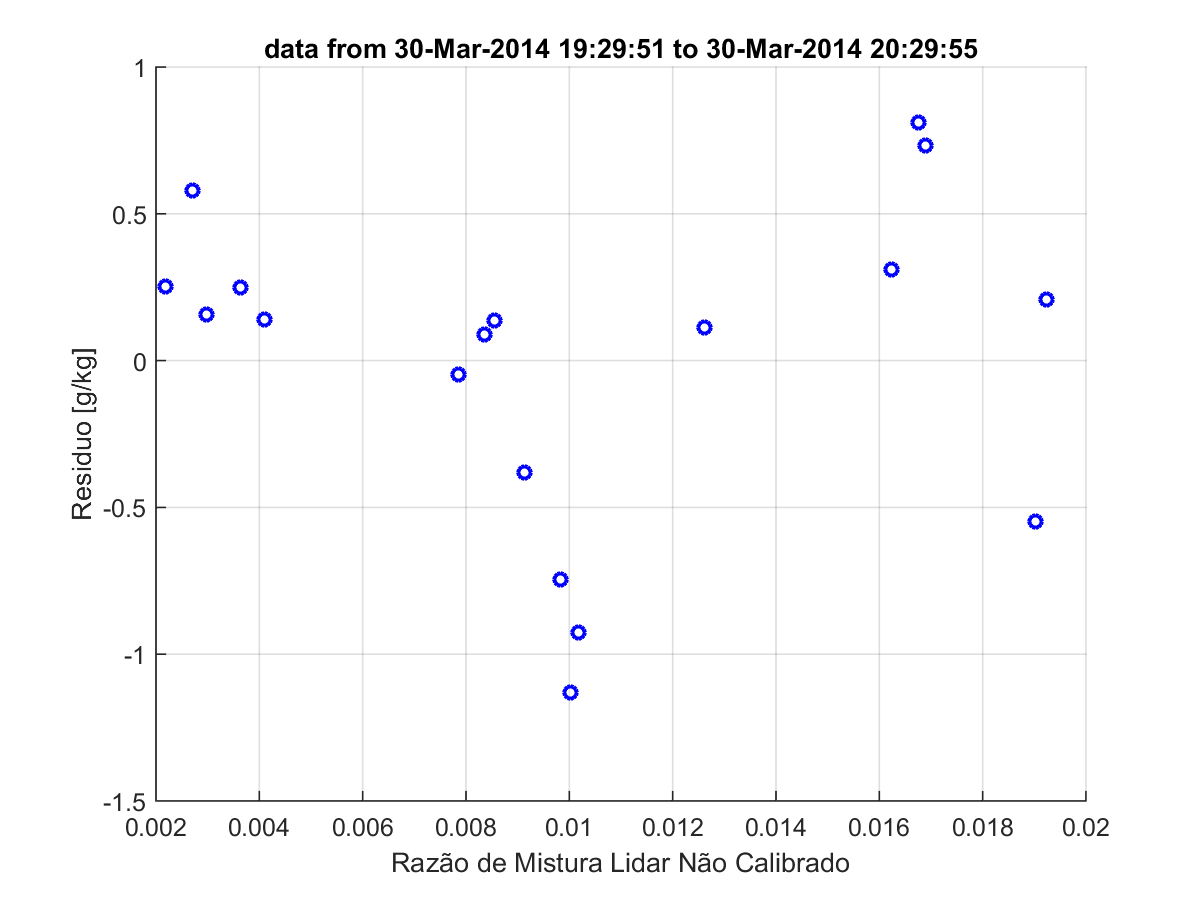 data from 30-Mar-2014 19:29:51 to 30-Mar-2014 20:29:55
1
0.5
0
-0.5
-1
-1.5
Residuo [g/kg]
0.002 0.004 0.006 0.008 0.01 0.012 0.014 0.016 0.018 0.02
Razão de Mistura Lidar Não Calibrado